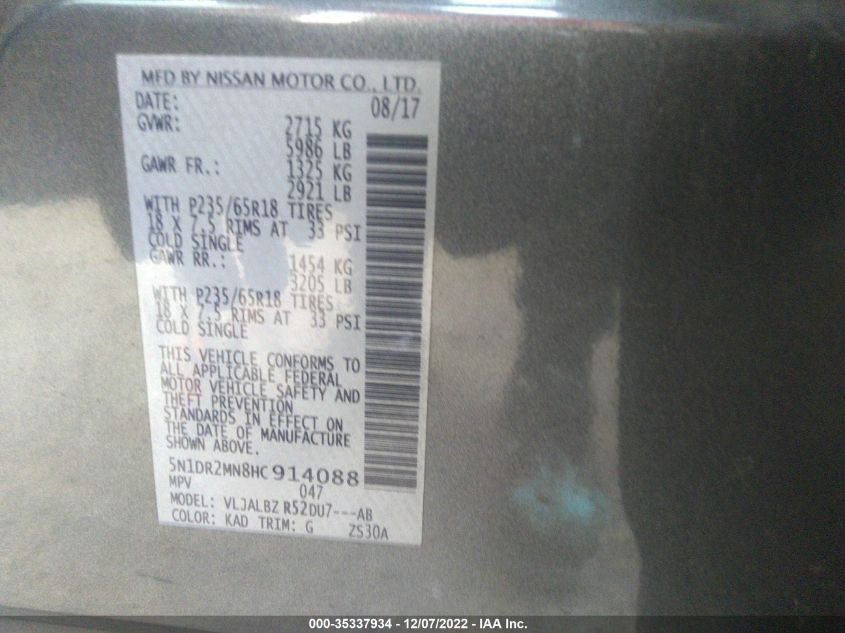 MFD BY NISSAN MOTOR CO., LTD.
DATE: 08/17
GVWR: 2715 KG
5986 LB
GAWR FR.: 1325 KG
2921 LB
WITH P235/65R18 TIRES
18 X 7.5 RIMS AT 33 PSI
COLD SINGLE
GAWR RR.: 1454 KG
3205 LB
WITH P235/65R18 TIRES
18 X 7.5 RIMS AT 33 PSI
COLD SINGLE
THIS VEHICLE CONFORMS TO
ALL APPLICABLE FEDERAL
MOTOR VEHICLE SAFETY AND
THEFT PREVENTION
STANDARDS IN EFFECT ON
THE DATE OF MANUFACTURE
SHOWN ABOVE.
5N1DR2MN8HC914088
MPV 047
MODEL: VLJALBZ R52DU7---AB
COLOR: KAD TRIM: G ZS30A
000-35337934 - 12/07/2022 - IAA Inc.